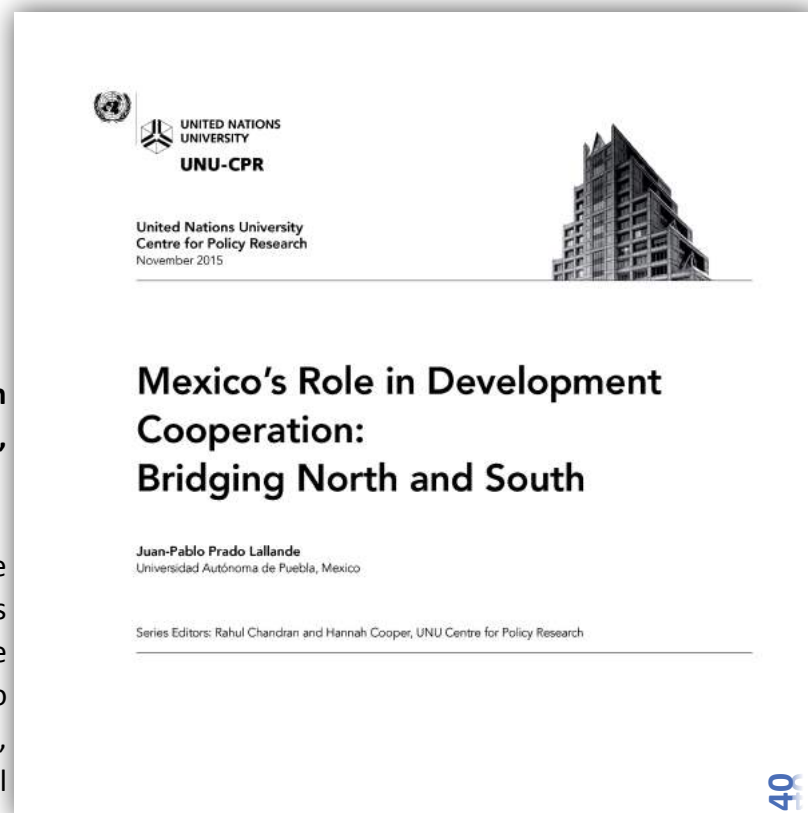 UNITED NATIONS
UNIVERSITY
UNU-CPR
United Nations University
Centre for Policy Research
November 2015
Mexico's Role in Development
Cooperation:
Bridging North and South
Juan-Pablo Prado Lallande
Universidad Autónoma de Puebla, Mexico
Series Editors: Rahul Chandran and Hannah Cooper, UNU Centre for Policy Research
40